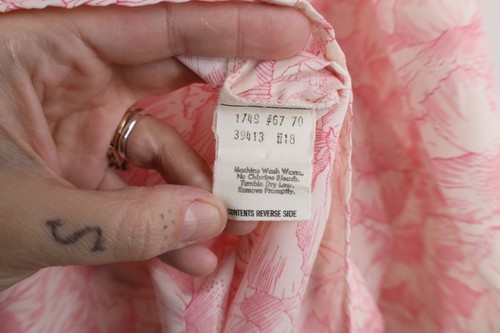 1749 #67 70
39413 #18
Machine Wash Warm.
No Chlorine Bleach.
Tumble Dry Low.
Remove Promptly.
CONTENTS REVERSE SIDE